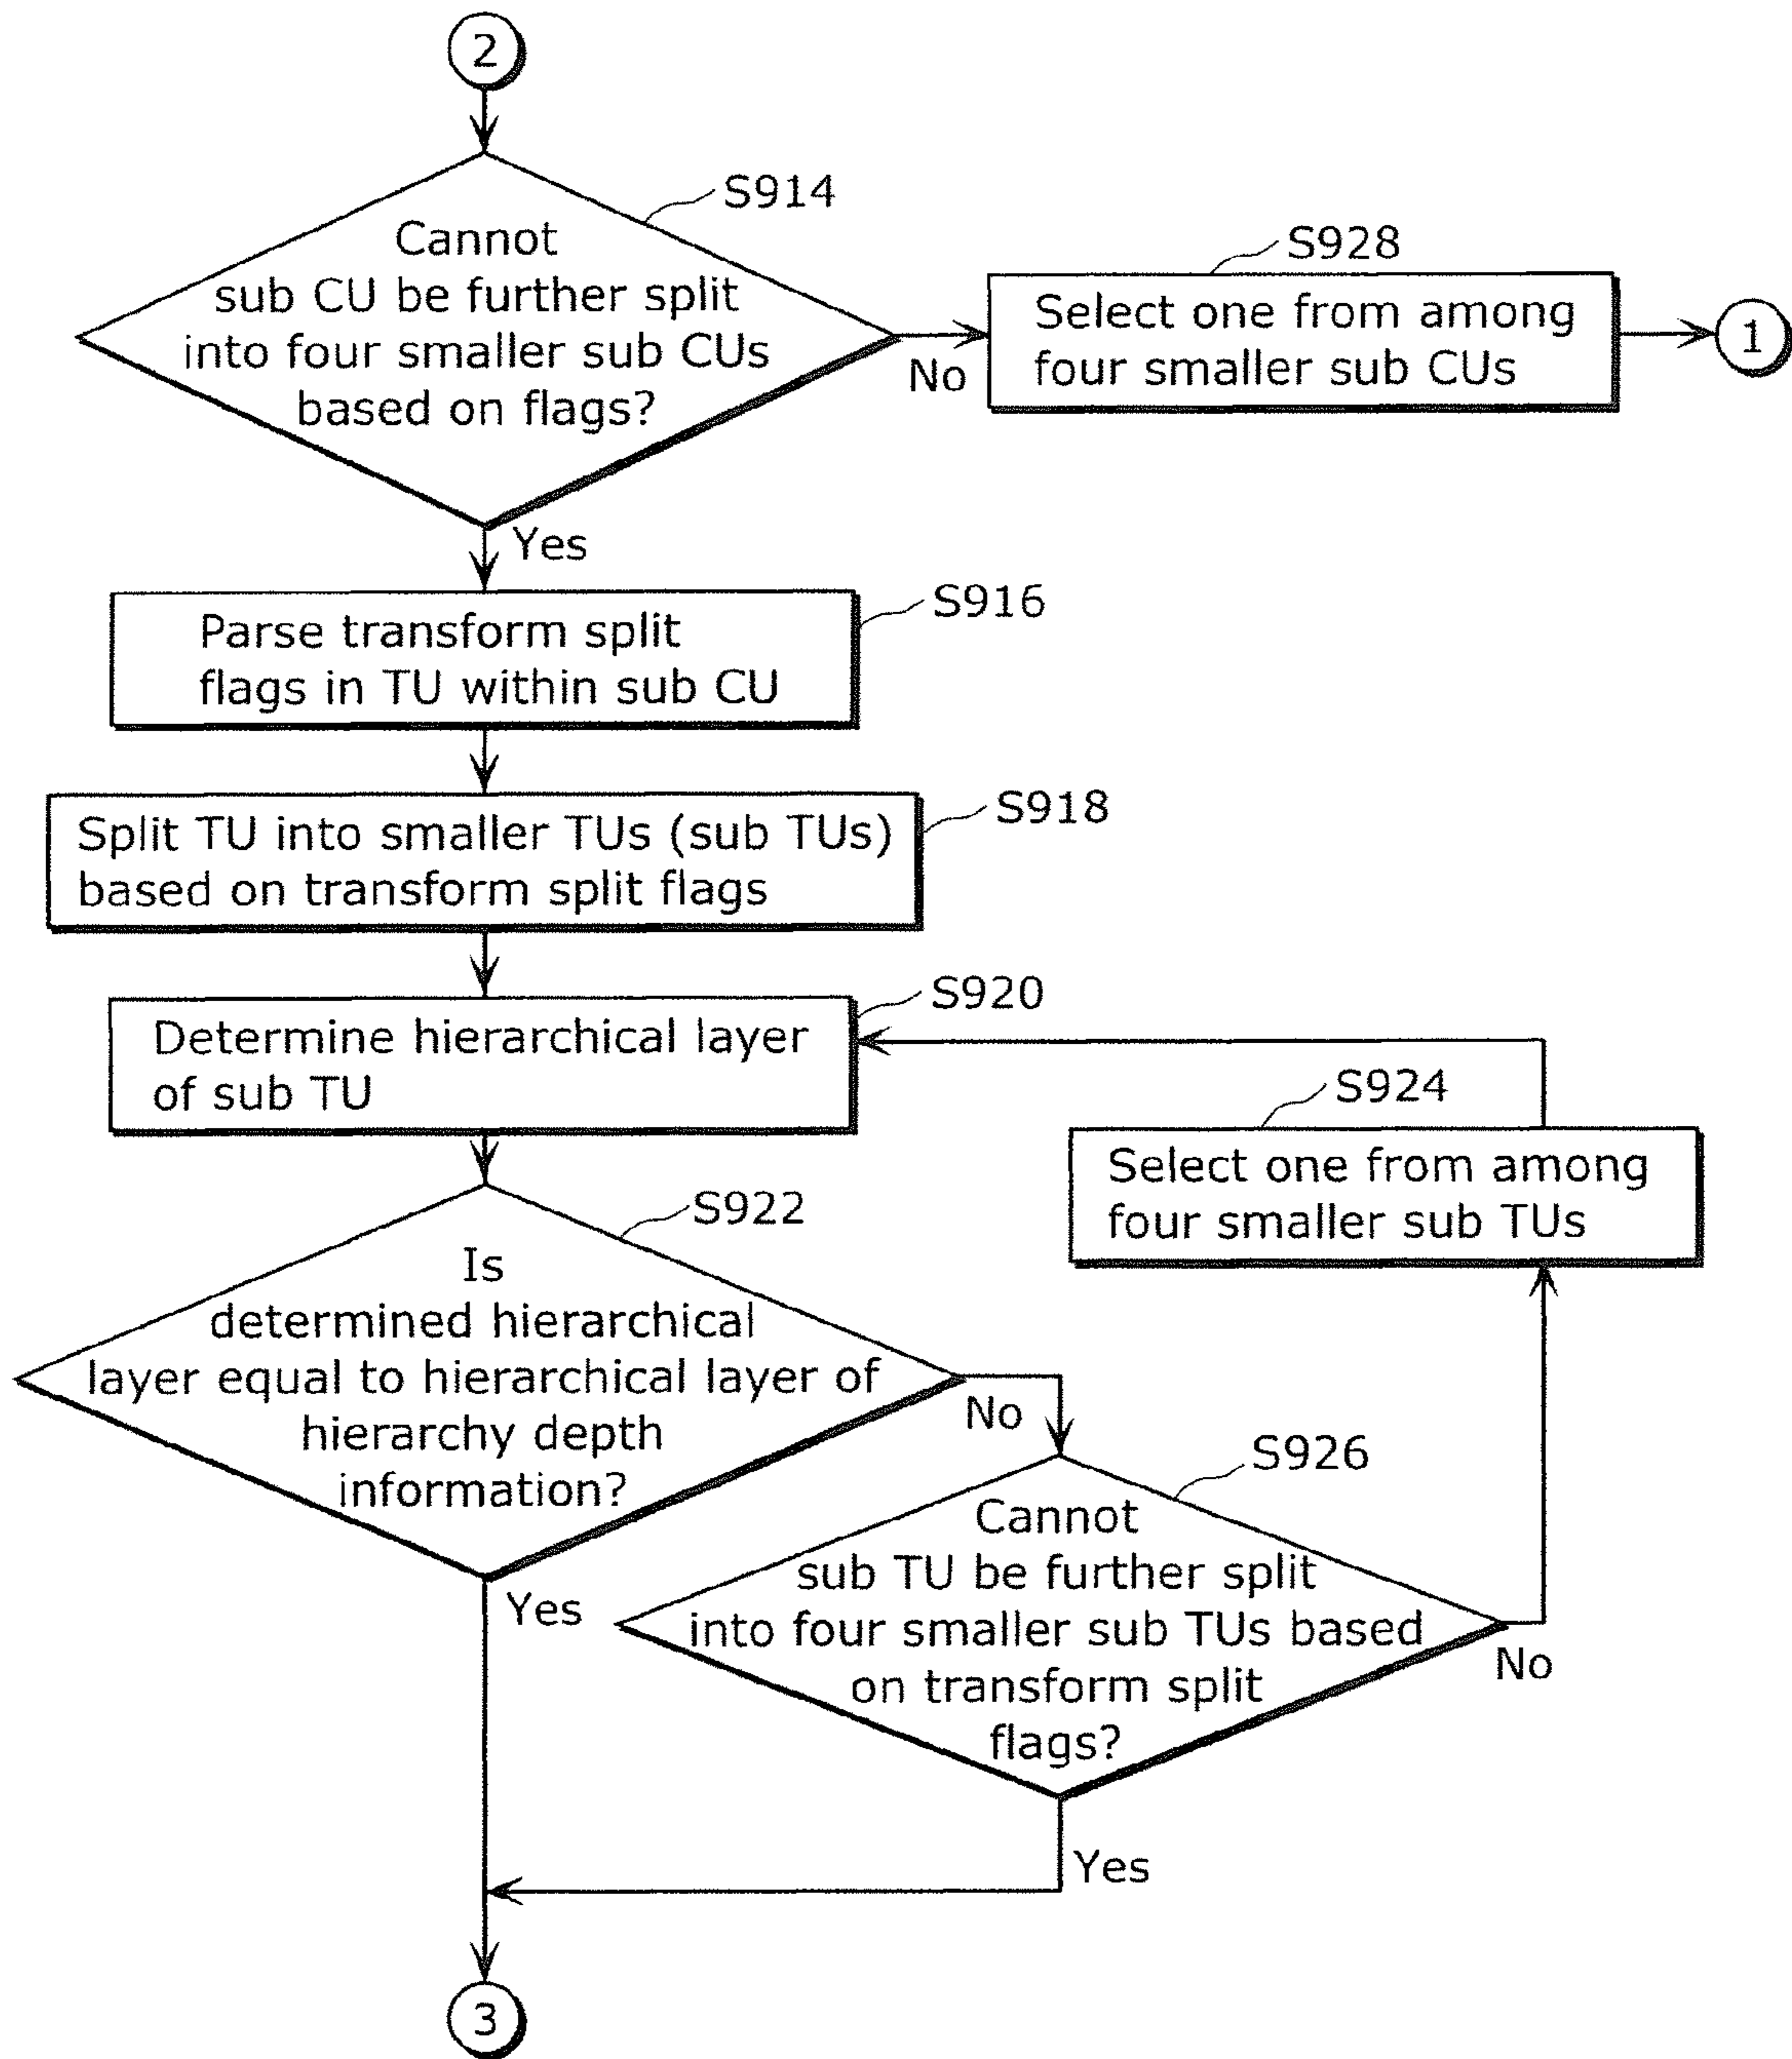 2
S914
Cannot
sub CU be further split
into four smaller sub CUs
based on flags?
No
Yes
S928
Select one from among
four smaller sub CUs
1
S916
Parse transform split
flags in TU within sub CU
S918
Split TU into smaller TUs (sub TUs)
based on transform split flags
S920
Determine hierarchical layer
of sub TU
S924
Select one from among
four smaller sub TUs
S922
Is
determined hierarchical
layer equal to hierarchical layer of
hierarchy depth
information?
No
Yes
S926
Cannot
sub TU be further split
into four smaller sub TUs based
on transform split
flags?
No
Yes
3